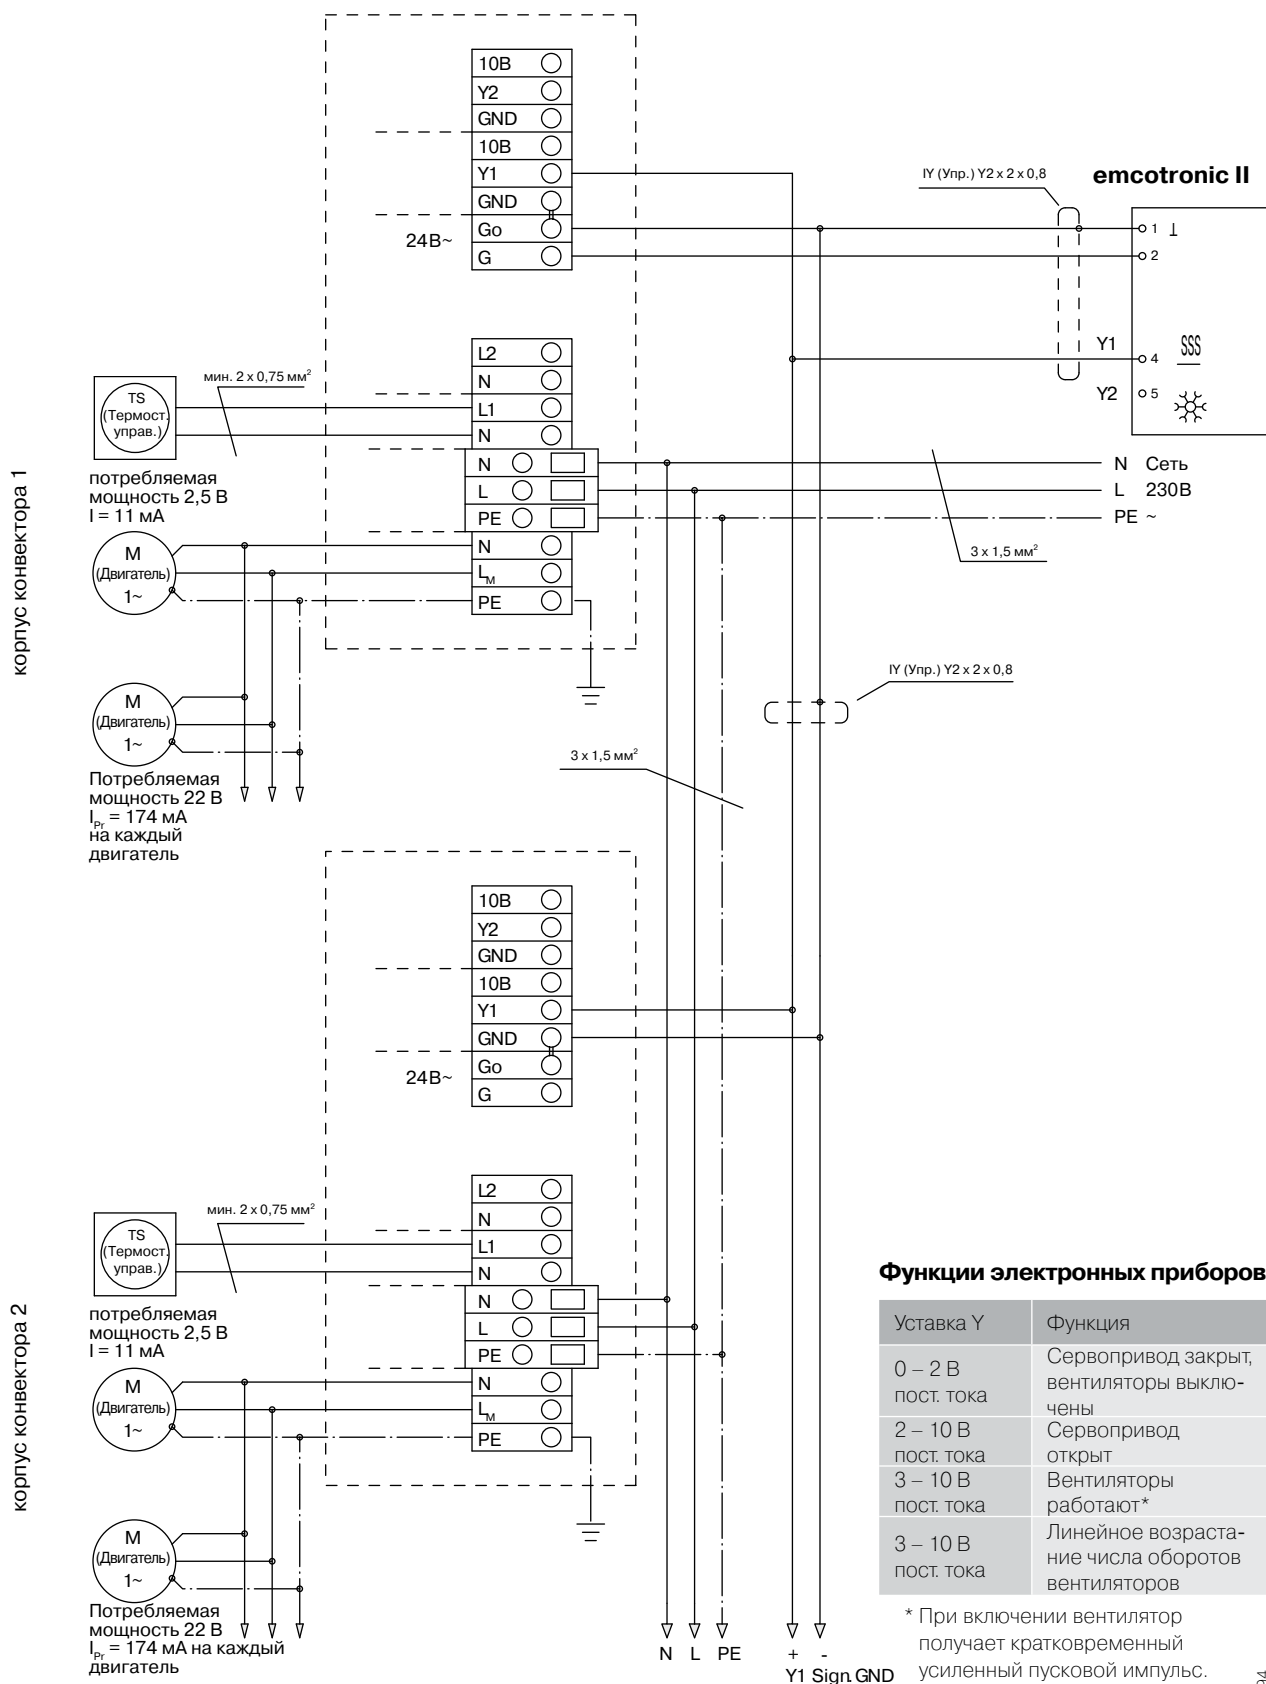 10В
Y2
GND
10В
Y1
GND
Go
G
24В~
IY (Упр.) Y2 x 2 x 0,8
emcotronic II
1 ⊥
2
Y1
4
Y2
5
L2
N
L1
N
N
L
PE
N
L_M
PE
мин. 2 x 0,75 мм²
TS
(Термост.
управ.)
потребляемая
мощность 2,5 В
I = 11 мА
M
(Двигатель)
1~
M
(Двигатель)
1~
Потребляемая
мощность 22 В
I_Pr = 174 мА
на каждый
двигатель
корпус конвектора 1
N Сеть
L 230В
PE ~
3 x 1,5 мм²
IY (Упр.) Y2 x 2 x 0,8
3 x 1,5 мм²
10В
Y2
GND
10В
Y1
GND
Go
G
24В~
L2
N
L1
N
N
L
PE
N
L_M
PE
мин. 2 x 0,75 мм²
TS
(Термост.
управ.)
потребляемая
мощность 2,5 В
I = 11 мА
M
(Двигатель)
1~
M
(Двигатель)
1~
Потребляемая
мощность 22 В
I_Pr = 174 мА на каждый
двигатель
корпус конвектора 2
N L PE + -
Y1 Sign. GND
Функции электронных приборов
Уставка Y Функция
0 – 2 В
пост. тока
Сервопривод закрыт,
вентиляторы выклю-
чены
2 – 10 В
пост. тока
Сервопривод
открыт
3 – 10 В
пост. тока
Вентиляторы
работают*
3 – 10 В
пост. тока
Линейное возраста-
ние числа оборотов
вентиляторов
* При включении вентилятор
получает кратковременный
усиленный пусковой импульс.